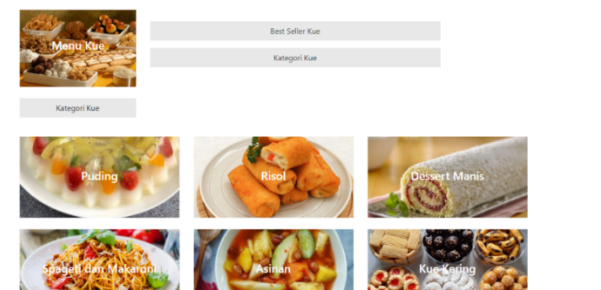 Menu Kue
Best Seller Kue
Kategori Kue
Kategori Kue
Puding
Risol
Dessert Manis
Spageti dan Makaroni
Asinan
Kue Kering